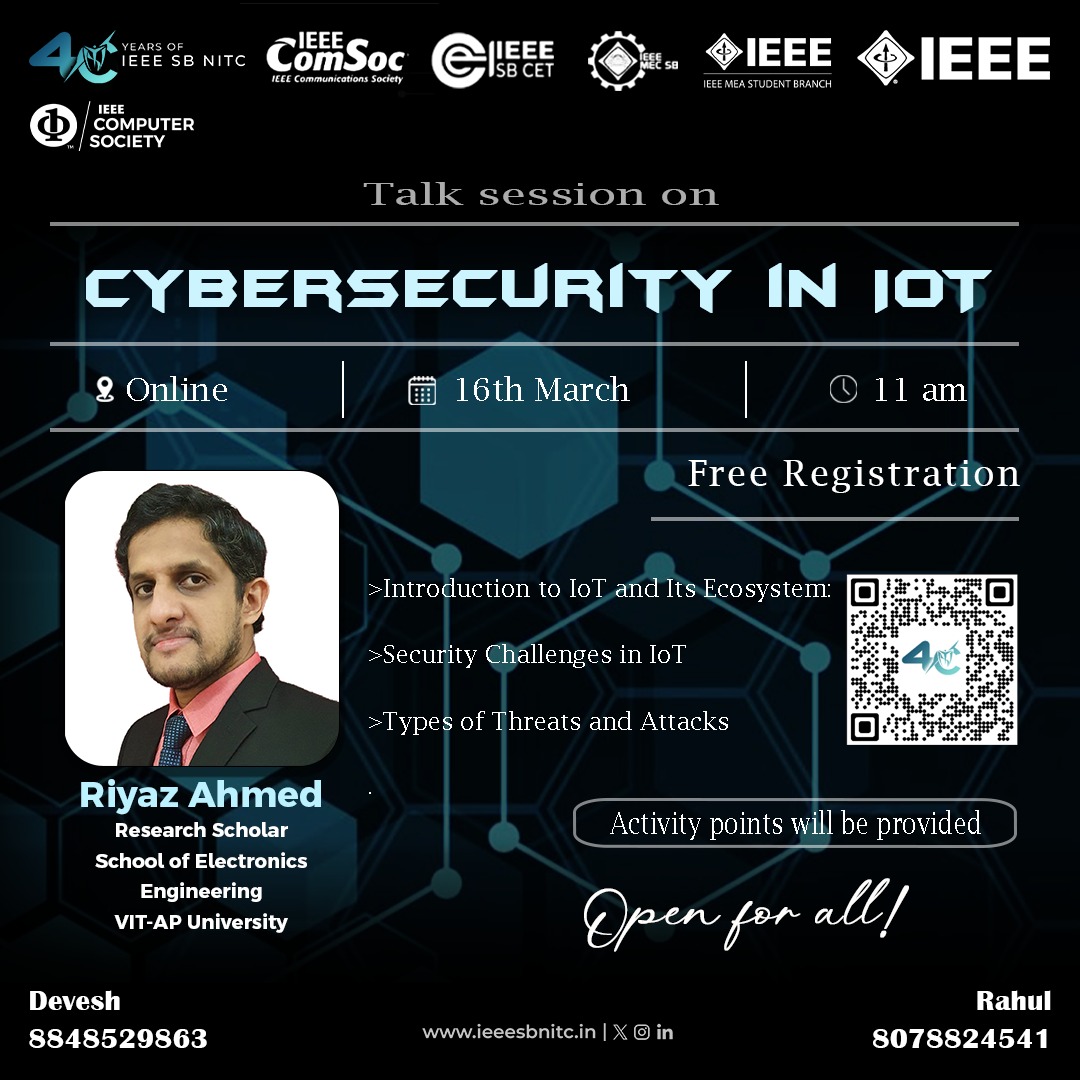 40 YEARS OF
IEEE SB NITC
IEEE
ComSoc
IEEE Communications Society
IEEE
SB CET
IEEE
MEC SB
IEEE
IEEE MEA STUDENT BRANCH
IEEE
IEEE
COMPUTER
SOCIETY
TM
Talk session on
CYBERSECURITY IN IOT
Online
16th March
11 am
Free Registration
>Introduction to IoT and Its Ecosystem:
>Security Challenges in IoT
>Types of Threats and Attacks
.
Riyaz Ahmed
Research Scholar
School of Electronics
Engineering
VIT-AP University
40
Activity points will be provided
Open for all!
Devesh
8848529863
www.ieeesbnitc.in |
Rahul
8078824541